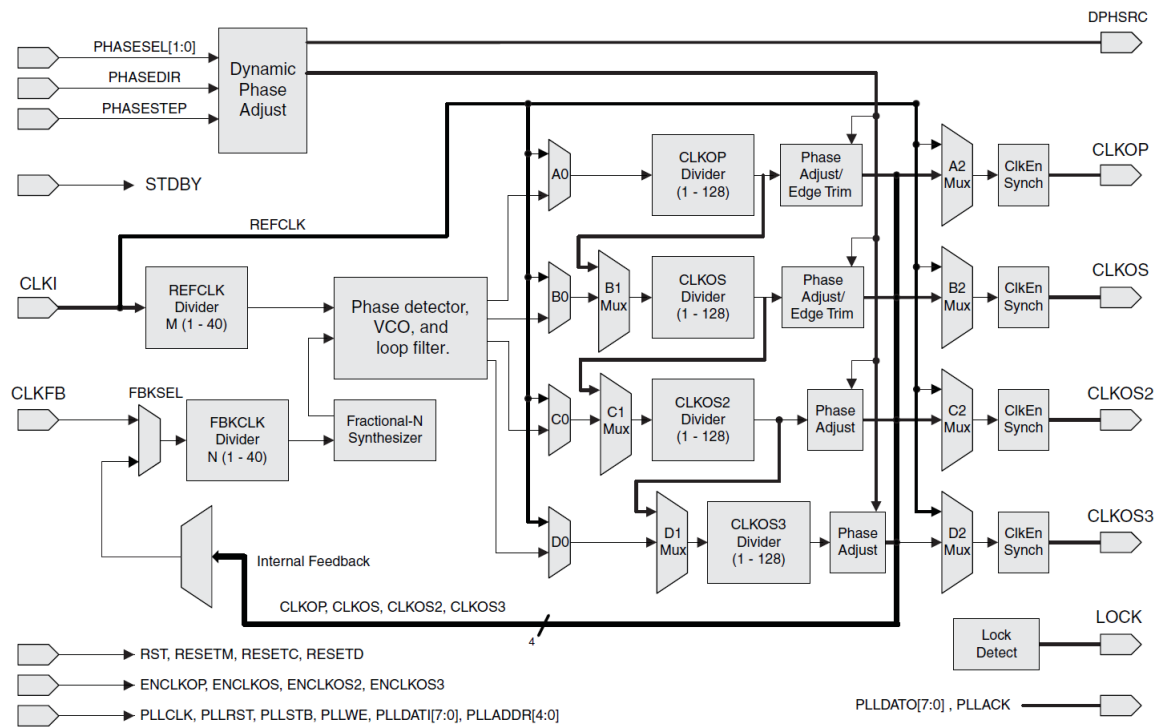 DPHSRC
PHASESEL[1:0]
PHASEDIR
PHASESTEP
Dynamic
Phase
Adjust
STDBY
REFCLK
CLKI
REFCLK
Divider
M (1 - 40)
Phase detector,
VCO, and
loop filter.
CLKFB
FBKSEL
FBKCLK
Divider
N (1 - 40)
Fractional-N
Synthesizer
A0
CLKOP
Divider
(1 - 128)
Phase
Adjust/
Edge Trim
A2
Mux
ClkEn
Synch
CLKOP
B0
B1
Mux
CLKOS
Divider
(1 - 128)
Phase
Adjust/
Edge Trim
B2
Mux
ClkEn
Synch
CLKOS
C0
C1
Mux
CLKOS2
Divider
(1 - 128)
Phase
Adjust
C2
Mux
ClkEn
Synch
CLKOS2
D0
D1
Mux
CLKOS3
Divider
(1 - 128)
Phase
Adjust
D2
Mux
ClkEn
Synch
CLKOS3
Internal Feedback
CLKOP, CLKOS, CLKOS2, CLKOS3
4
Lock
Detect
LOCK
RST, RESETM, RESETC, RESETD
ENCLKOP, ENCLKOS, ENCLKOS2, ENCLKOS3
PLLCLK, PLLRST, PLLSTB, PLLWE, PLLDATI[7:0], PLLADDR[4:0]
PLLDATO[7:0] , PLLACK